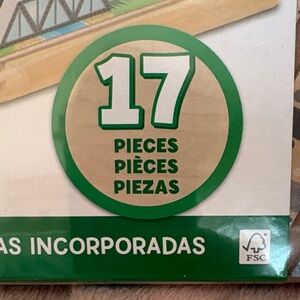 17
PIECES
PIÈCES
PIEZAS
AS INCORPORADAS
FSC